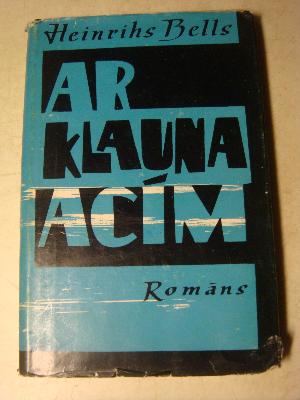 Heinrihs Bells
AR
KLAUNA
ACĪM
Romāns